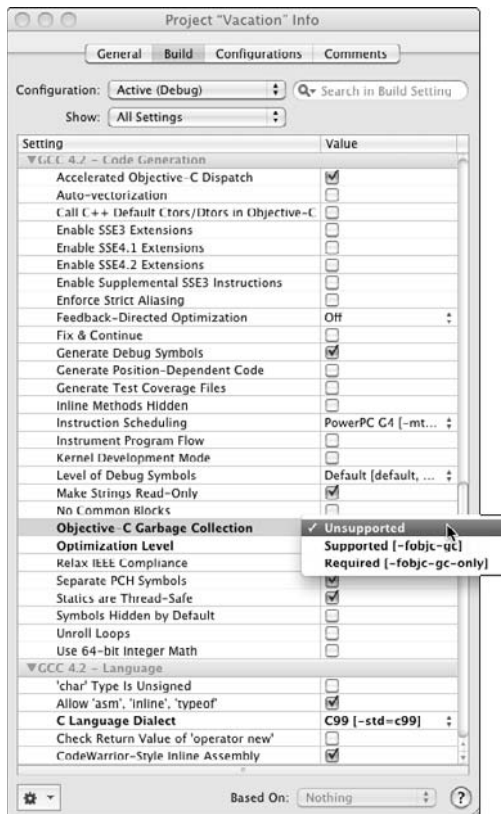 Project "Vacation" Info
General Build Configurations Comments
Configuration: Active (Debug) Search in Build Setting
Show: All Settings
Setting Value
GCC 4.2 – Code Generation
Accelerated Objective-C Dispatch
Auto-vectorization
Call C++ Default Ctors/Dtors in Objective-C
Enable SSE3 Extensions
Enable SSE4.1 Extensions
Enable SSE4.2 Extensions
Enable Supplemental SSE3 Instructions
Enforce Strict Aliasing
Feedback-Directed Optimization Off
Fix & Continue
Generate Debug Symbols
Generate Position-Dependent Code
Generate Test Coverage Files
Inline Methods Hidden
Instruction Scheduling PowerPC G4 [-mt...
Instrument Program Flow
Kernel Development Mode
Level of Debug Symbols Default [default, ...
Make Strings Read-Only
No Common Blocks
Objective-C Garbage Collection ✓ Unsupported
Optimization Level Supported [-fobjc-gc]
Relax IEEE Compliance Required [-fobjc-gc-only]
Separate PCH Symbols
Statics are Thread-Safe
Symbols Hidden by Default
Unroll Loops
Use 64-bit Integer Math
GCC 4.2 – Language
'char' Type Is Unsigned
Allow 'asm', 'inline', 'typeof'
C Language Dialect C99 [-std=c99]
Check Return Value of 'operator new'
CodeWarrior-Style Inline Assembly
Based On: Nothing ?